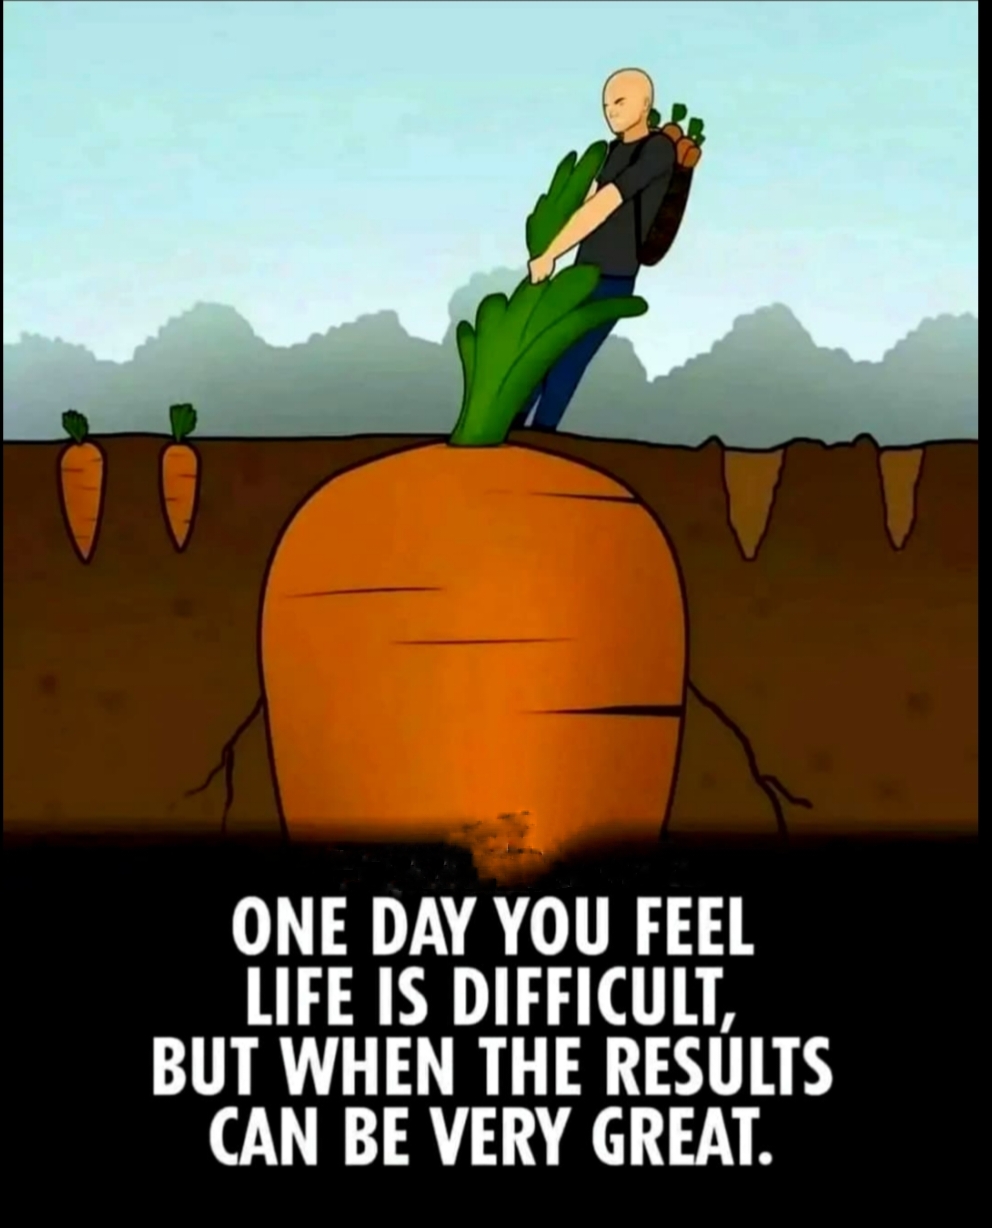 ONE DAY YOU FEEL
LIFE IS DIFFICULT,
BUT WHEN THE RESULTS
CAN BE VERY GREAT.